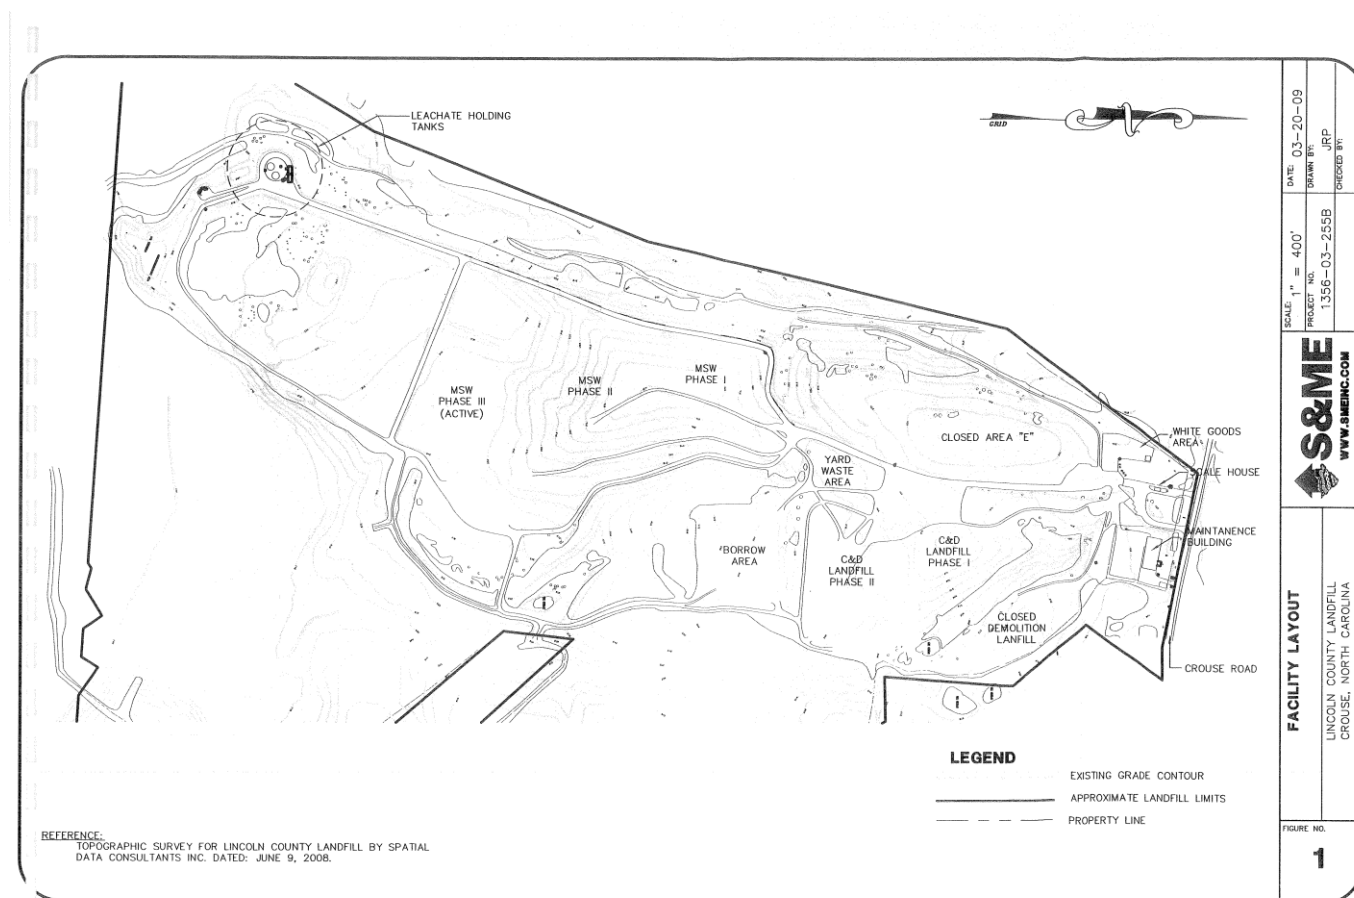 LEACHATE HOLDING
TANKS
GRID
MSW
PHASE III
(ACTIVE)
MSW
PHASE II
MSW
PHASE I
CLOSED AREA "E"
WHITE GOODS
AREA
SCALE HOUSE
YARD
WASTE
AREA
MAINTANENCE
BUILDING
BORROW
AREA
C&D
LANDFILL
PHASE II
C&D
LANDFILL
PHASE I
CLOSED
DEMOLITION
LANFILL
CROUSE ROAD
LEGEND
EXISTING GRADE CONTOUR
APPROXIMATE LANDFILL LIMITS
PROPERTY LINE
REFERENCE:
TOPOGRAPHIC SURVEY FOR LINCOLN COUNTY LANDFILL BY SPATIAL
DATA CONSULTANTS INC. DATED: JUNE 9, 2008.
SCALE: 1" = 400'
DATE: 03-20-09
PROJECT NO.
1356-03-255B
DRAWN BY:
JRP
CHECKED BY:
S&ME
WWW.SMEINC.COM
FACILITY LAYOUT
LINCOLN COUNTY LANDFILL
CROUSE, NORTH CAROLINA
FIGURE NO.
1